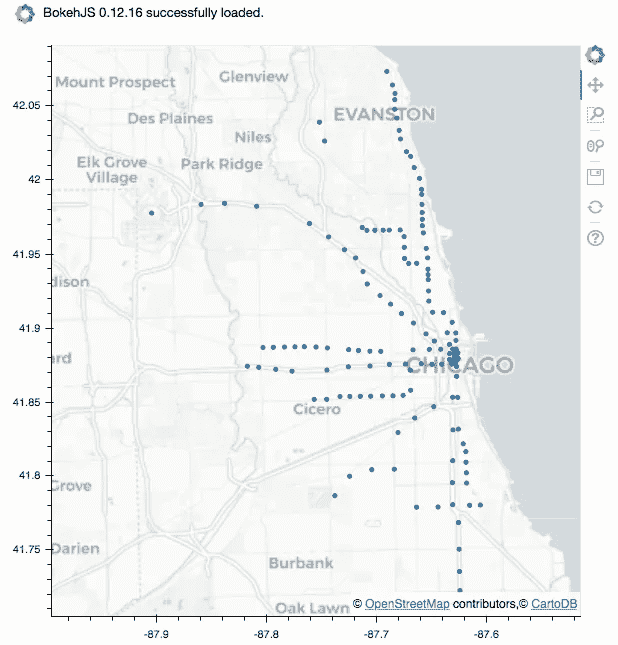 BokehJS 0.12.16 successfully loaded.
Mount Prospect
Glenview
42.05
EVANSTON
Des Plaines
Niles
Elk Grove
Village
Park Ridge
42
41.95
dison
41.9
ard
CHICAGO
41.85
Cicero
41.8
Grove
41.75
Darien
Burbank
Oak Lawn
© OpenStreetMap contributors,© CartoDB
-87.9
-87.8
-87.7
-87.6